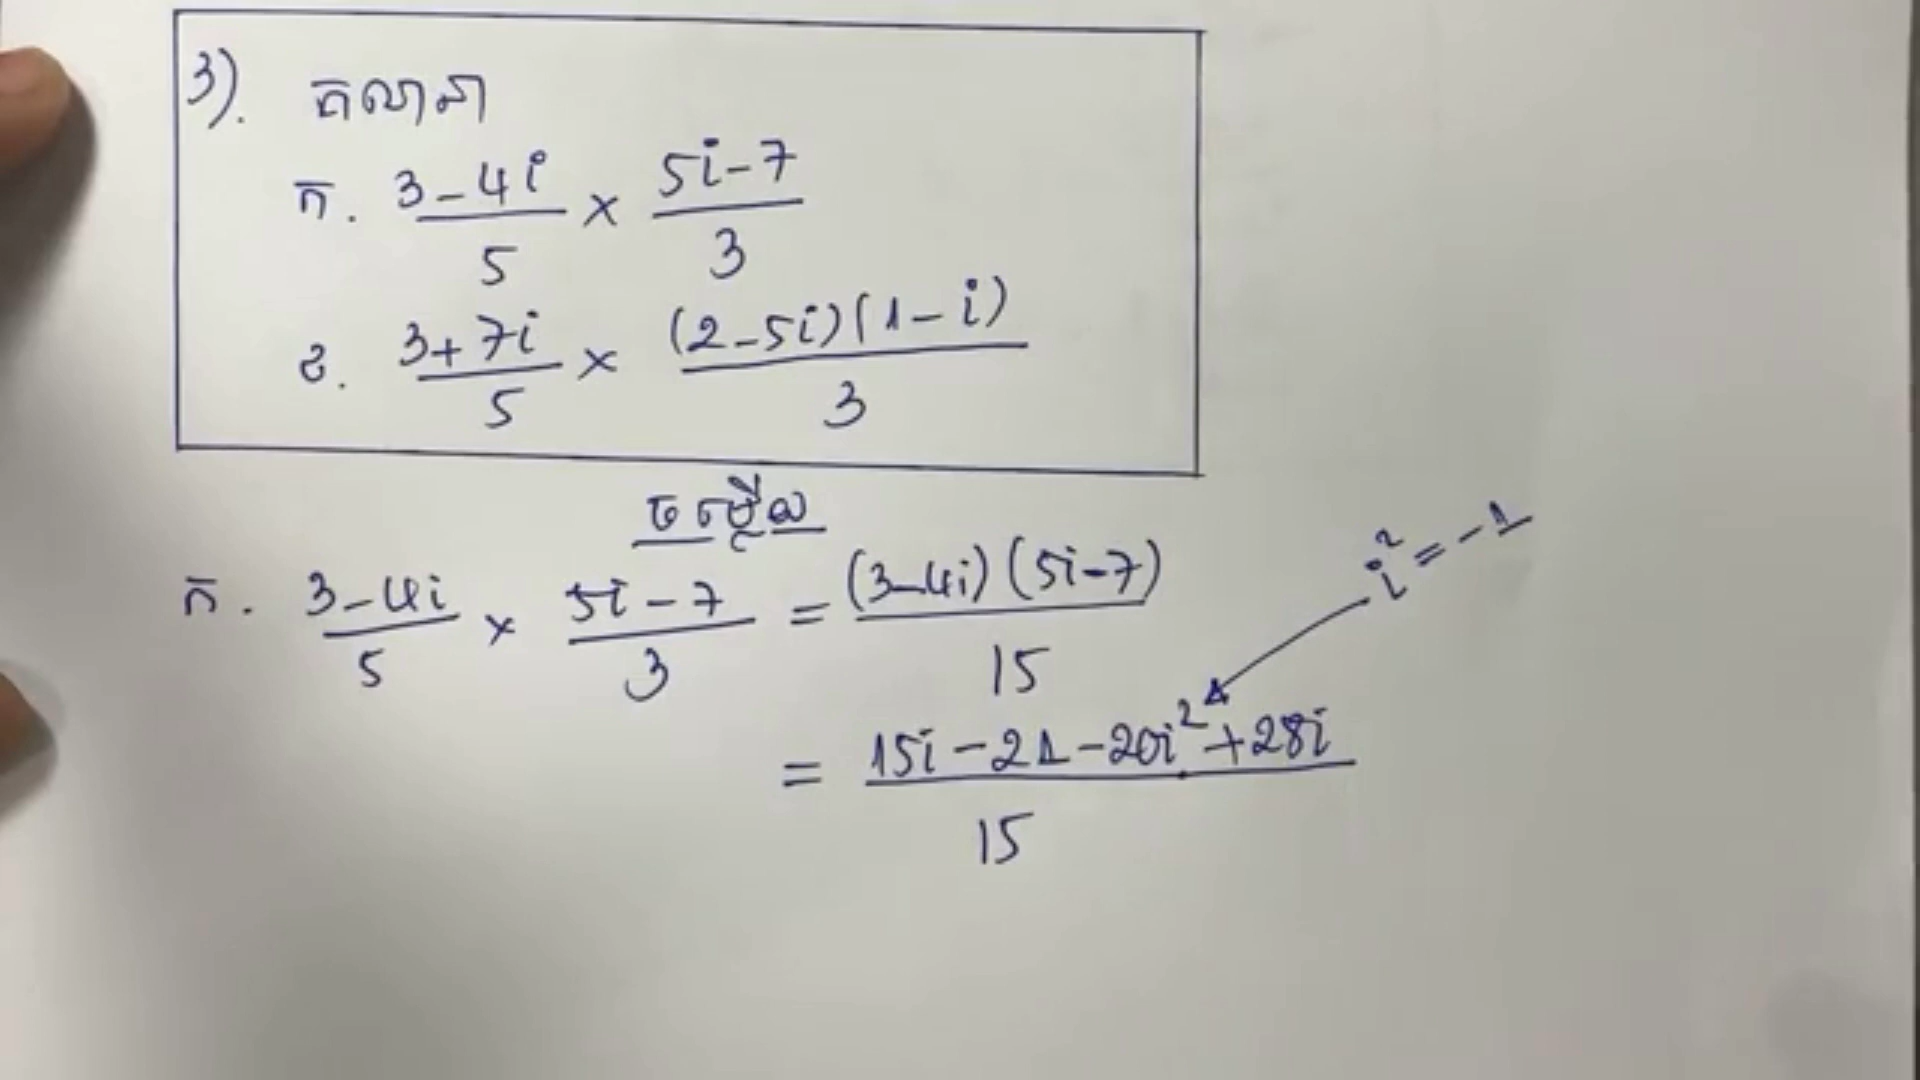 3). គណនា
ក. 3-4i/5 × 5i-7/3
ខ. 3+7i/5 × (2-5i)(1-i)/3
ចម្លើយ
ក. 3-4i/5 × 5i-7/3 = (3-4i)(5i-7)/15
i² = -1
= 15i-21-20i²+28i/15